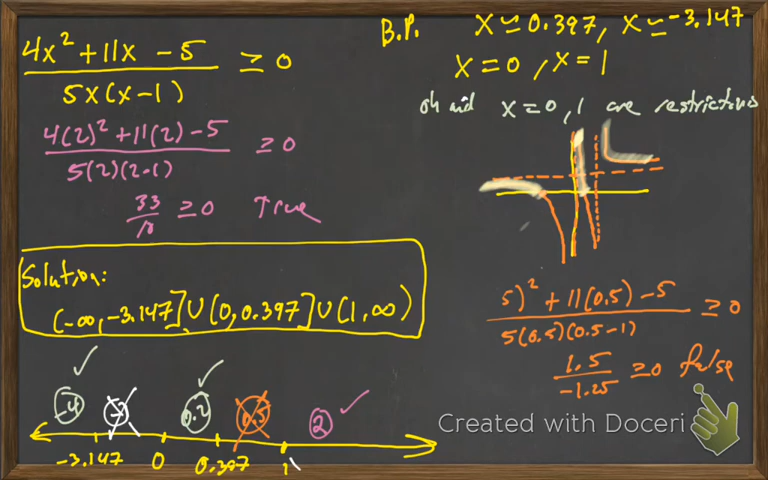 4x² + 11x - 5 / 5x(x-1) ≥ 0
B.P. x ≃ 0.397, x ≃ -3.147
x = 0, x = 1
oh and x = 0, 1 are restrictions
4(2)² + 11(2) - 5 / 5(2)(2-1) ≥ 0
33/10 ≥ 0 True
Solution:
(-∞, -3.147] ∪ (0, 0.397] ∪ (1, ∞)
5)² + 11(0.5) - 5 / 5(0.5)(0.5-1) ≥ 0
1.5/-1.25 ≥ 0 false
-4 0.2 0.5 2
-3.147 0 0.397 1
Created with Doceri